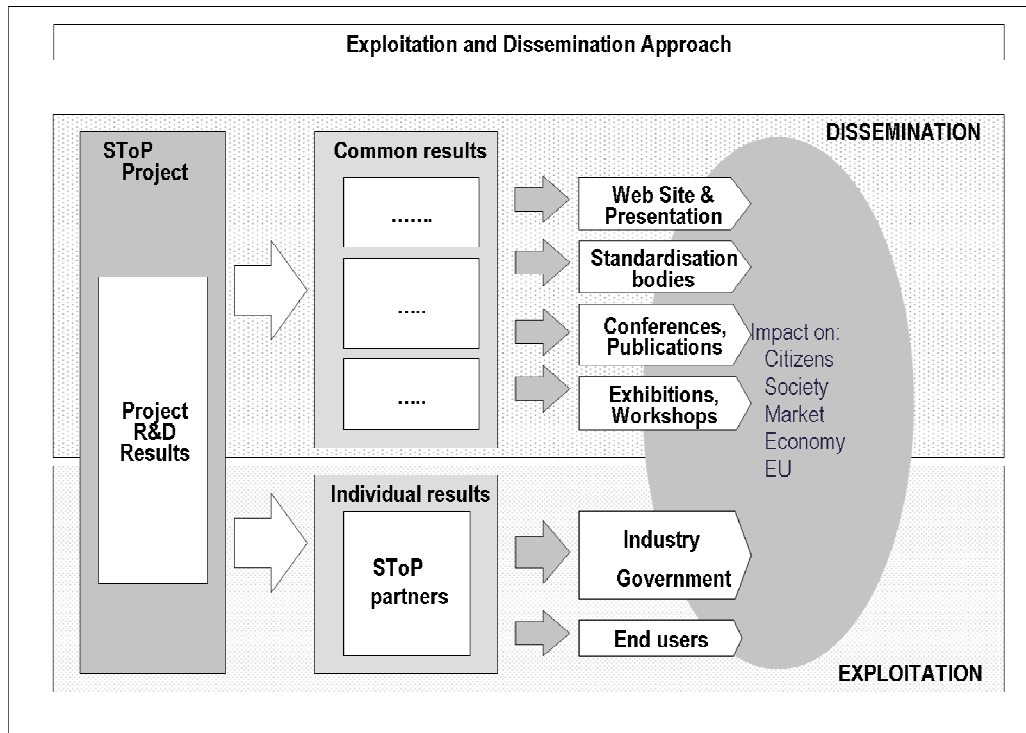 Exploitation and Dissemination Approach
DISSEMINATION
SToP
Project
Project
R&D
Results
Common results
.......
.....
.....
Web Site &
Presentation
Standardisation
bodies
Conferences,
Publications
Exhibitions,
Workshops
Impact on:
Citizens
Society
Market
Economy
EU
Individual results
SToP
partners
Industry
Government
End users
EXPLOITATION